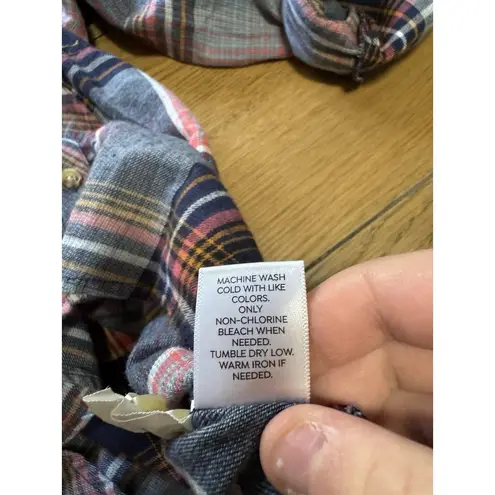 MACHINE WASH
COLD WITH LIKE
COLORS.
ONLY
NON-CHLORINE
BLEACH WHEN
NEEDED.
TUMBLE DRY LOW.
WARM IRON IF
NEEDED.